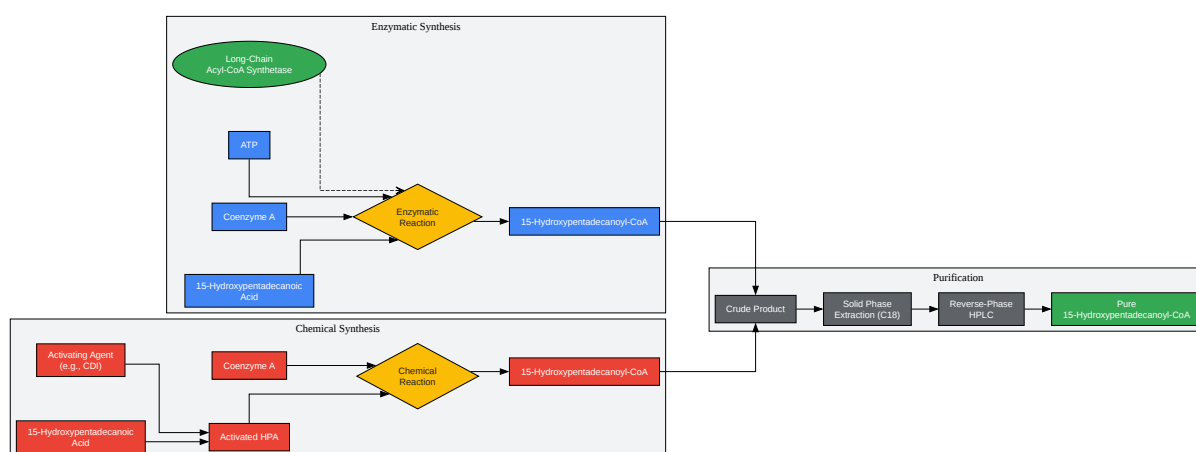 Enzymatic Synthesis
Long-Chain
Acyl-CoA Synthetase
ATP
Coenzyme A
Enzymatic
Reaction
15-Hydroxypentadecanoyl-CoA
15-Hydroxypentadecanoic
Acid
Purification
Crude Product
Solid Phase
Extraction (C18)
Reverse-Phase
HPLC
Pure
15-Hydroxypentadecanoyl-CoA
Chemical Synthesis
Activating Agent
(e.g., CDI)
Coenzyme A
Chemical
Reaction
15-Hydroxypentadecanoyl-CoA
15-Hydroxypentadecanoic
Acid
Activated HPA